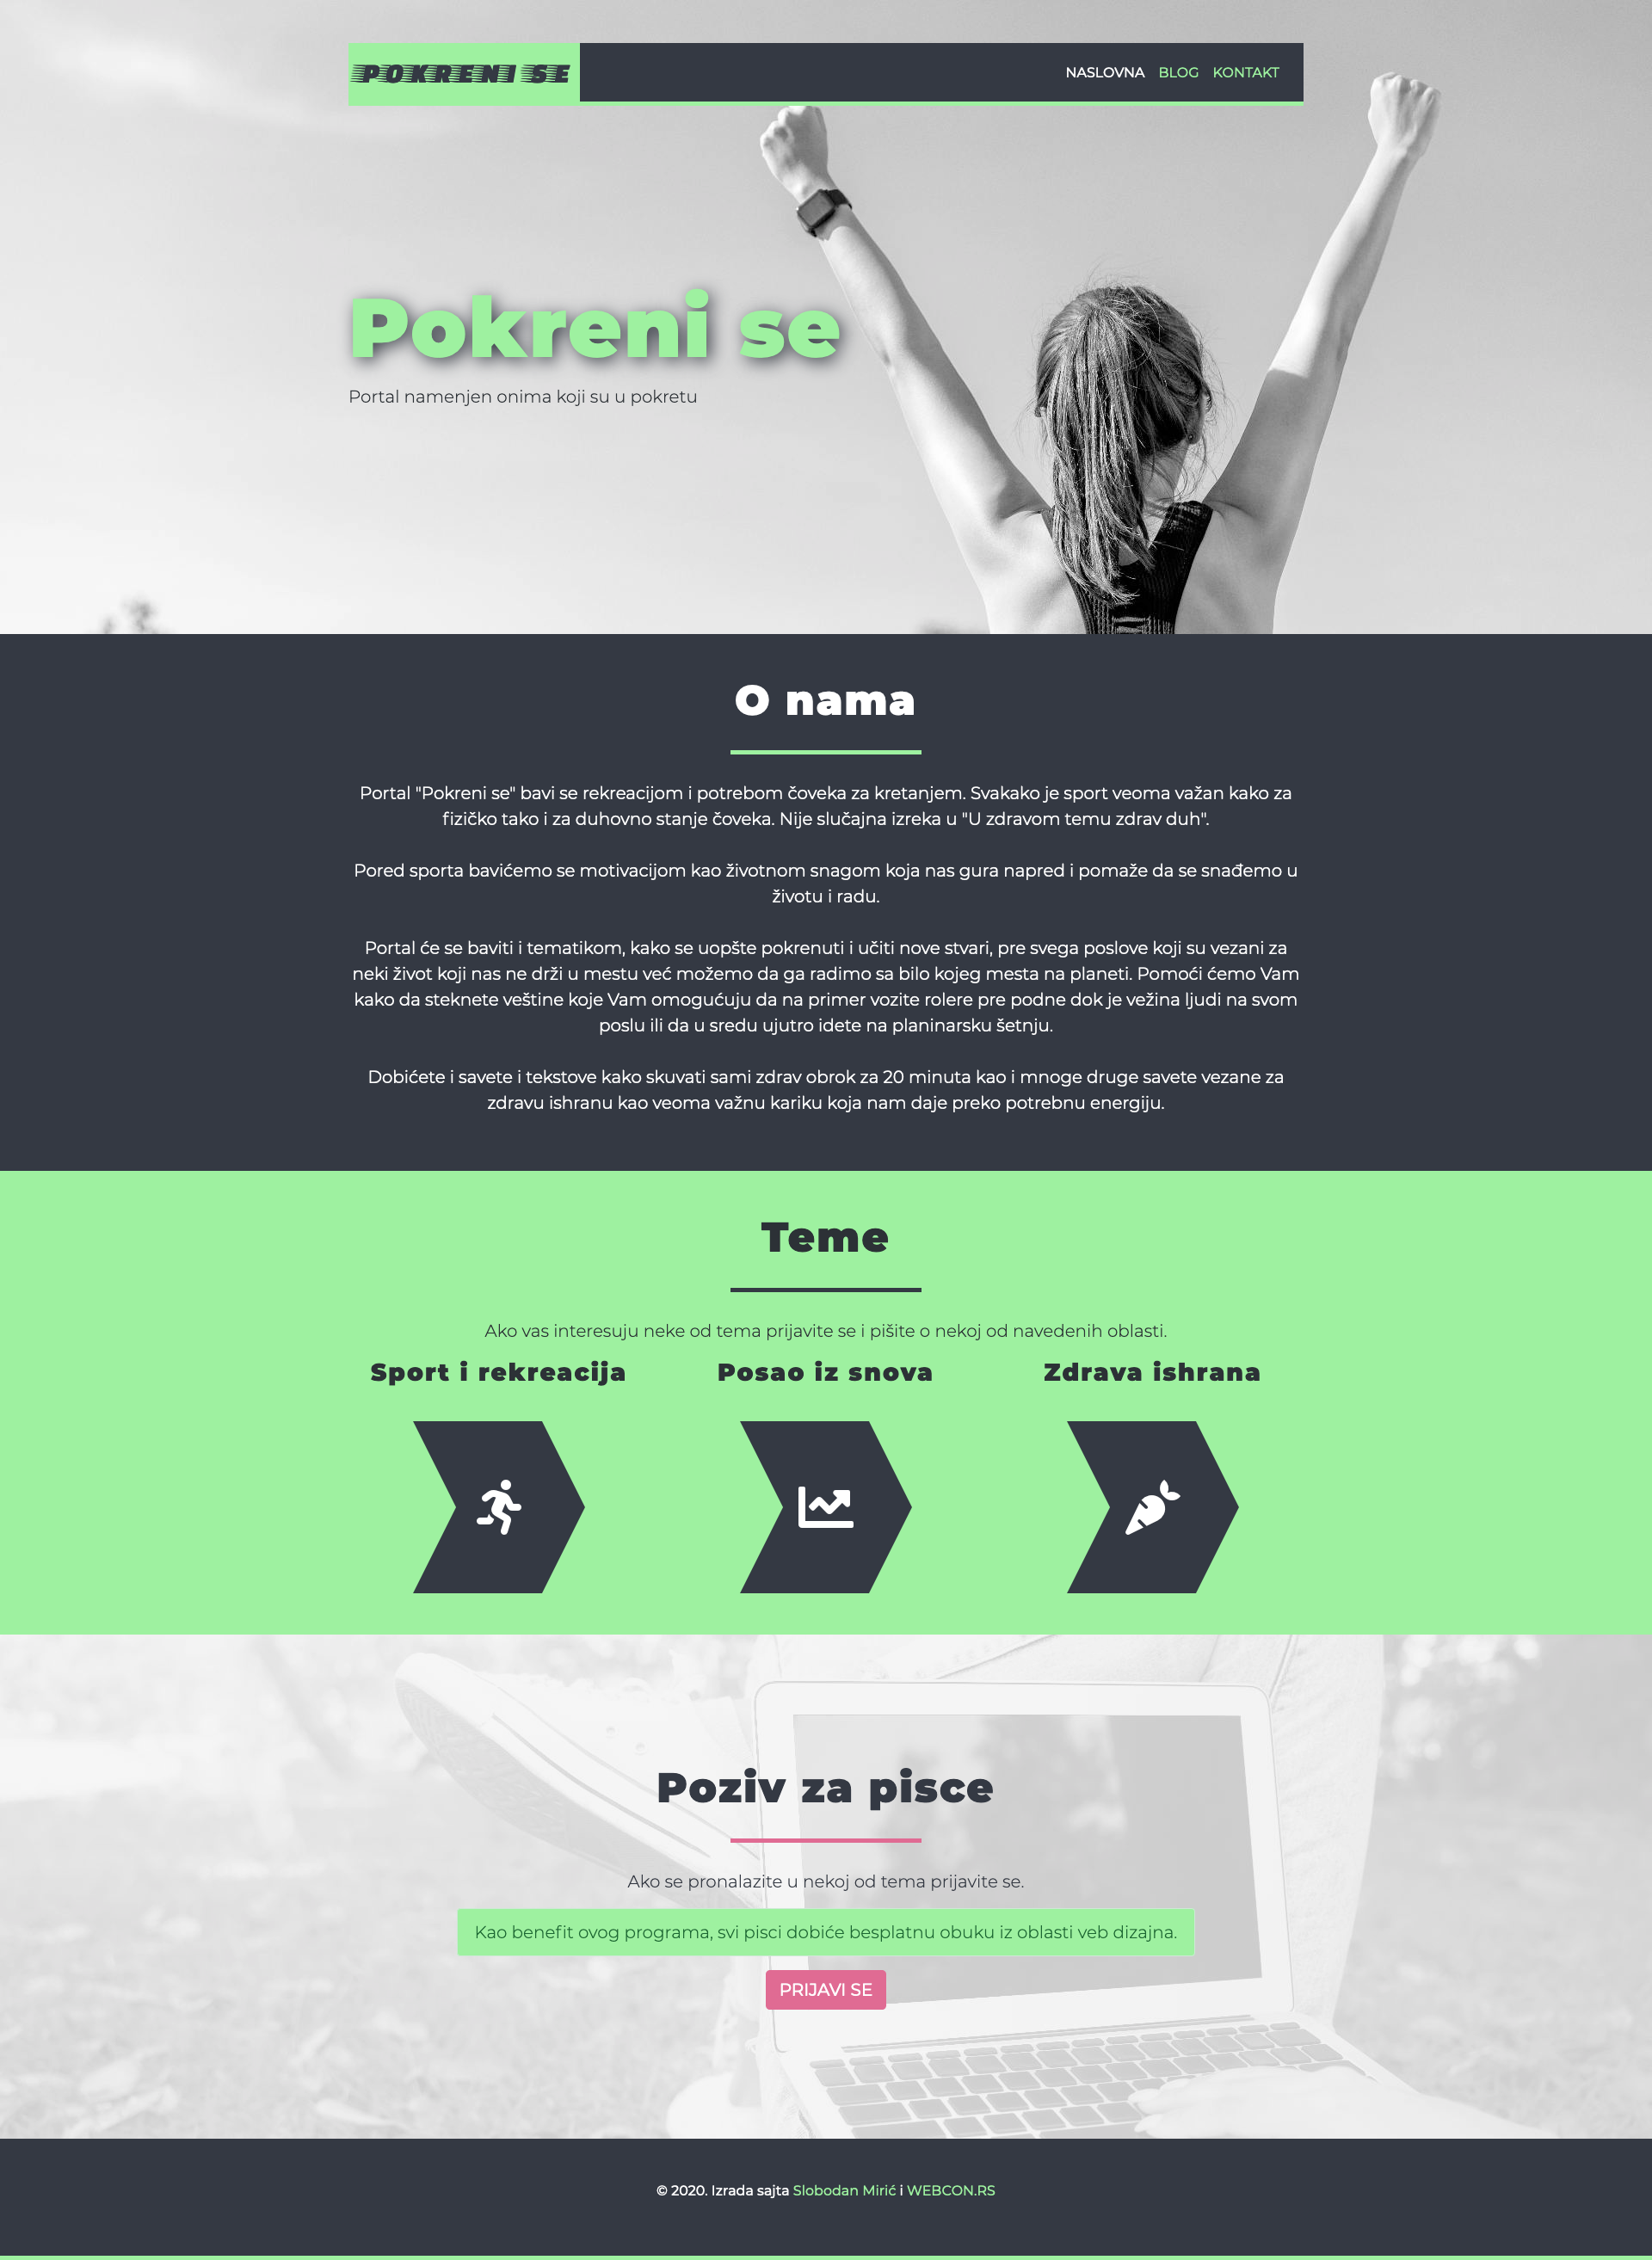 POKRENI SE
NASLOVNA BLOG KONTAKT
Pokreni se
Portal namenjen onima koji su u pokretu
O nama
Portal "Pokreni se" bavi se rekreacijom i potrebom čoveka za kretanjem. Svakako je sport veoma važan kako za
fizičko tako i za duhovno stanje čoveka. Nije slučajna izreka u "U zdravom temu zdrav duh".
Pored sporta bavićemo se motivacijom kao životnom snagom koja nas gura napred i pomaže da se snađemo u
životu i radu.
Portal će se baviti i tematikom, kako se uopšte pokrenuti i učiti nove stvari, pre svega poslove koji su vezani za
neki život koji nas ne drži u mestu već možemo da ga radimo sa bilo kojeg mesta na planeti. Pomoći ćemo Vam
kako da steknete veštine koje Vam omogućuju da na primer vozite rolere pre podne dok je vežina ljudi na svom
poslu ili da u sredu ujutro idete na planinarsku šetnju.
Dobićete i savete i tekstove kako skuvati sami zdrav obrok za 20 minuta kao i mnoge druge savete vezane za
zdravu ishranu kao veoma važnu kariku koja nam daje preko potrebnu energiju.
Teme
Ako vas interesuju neke od tema prijavite se i pišite o nekoj od navedenih oblasti.
Sport i rekreacija
Posao iz snova
Zdrava ishrana
Poziv za pisce
Ako se pronalazite u nekoj od tema prijavite se.
Kao benefit ovog programa, svi pisci dobiće besplatnu obuku iz oblasti veb dizajna.
PRIJAVI SE
© 2020. Izrada sajta Slobodan Mirić i WEBCON.RS